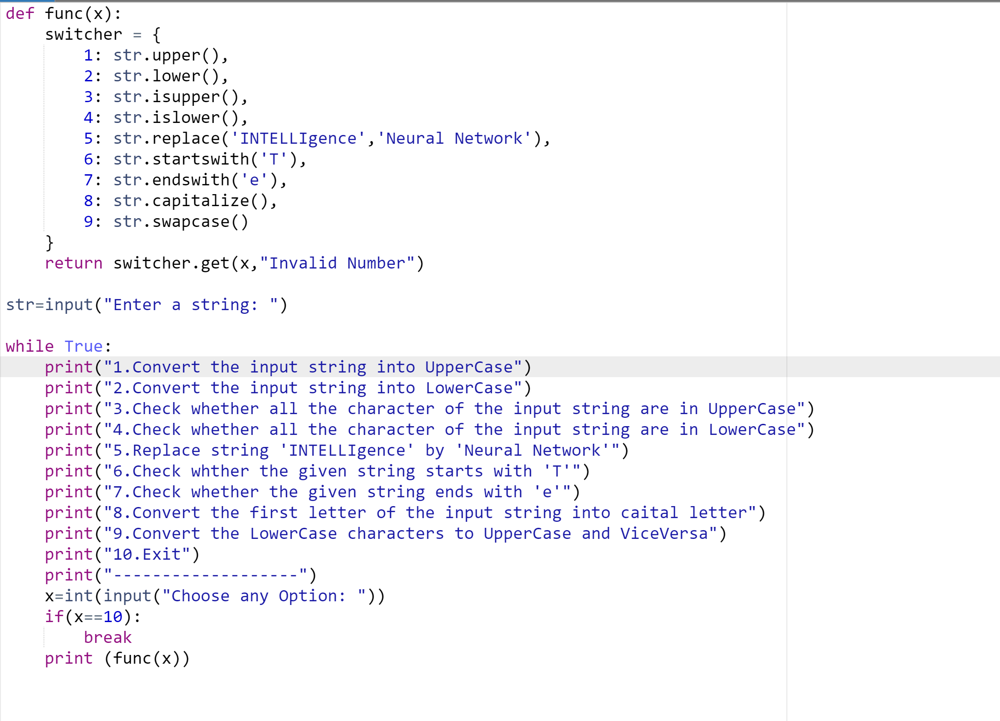 def func(x):
    switcher = {
        1: str.upper(),
        2: str.lower(),
        3: str.isupper(),
        4: str.islower(),
        5: str.replace('INTELLIgence','Neural Network'),
        6: str.startswith('T'),
        7: str.endswith('e'),
        8: str.capitalize(),
        9: str.swapcase()
    }
    return switcher.get(x,"Invalid Number")

str=input("Enter a string: ")

while True:
    print("1.Convert the input string into UpperCase")
    print("2.Convert the input string into LowerCase")
    print("3.Check whether all the character of the input string are in UpperCase")
    print("4.Check whether all the character of the input string are in LowerCase")
    print("5.Replace string 'INTELLIgence' by 'Neural Network'")
    print("6.Check whther the given string starts with 'T'")
    print("7.Check whether the given string ends with 'e'")
    print("8.Convert the first letter of the input string into caital letter")
    print("9.Convert the LowerCase characters to UpperCase and ViceVersa")
    print("10.Exit")
    print("-------------------")
    x=int(input("Choose any Option: "))
    if(x==10):
        break
    print (func(x))